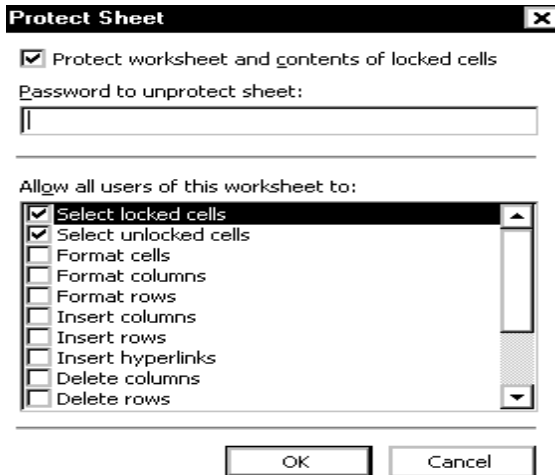 Protect Sheet
Protect worksheet and contents of locked cells
Password to unprotect sheet:
Allow all users of this worksheet to:
Select locked cells
Select unlocked cells
Format cells
Format columns
Format rows
Insert columns
Insert rows
Insert hyperlinks
Delete columns
Delete rows
OK Cancel